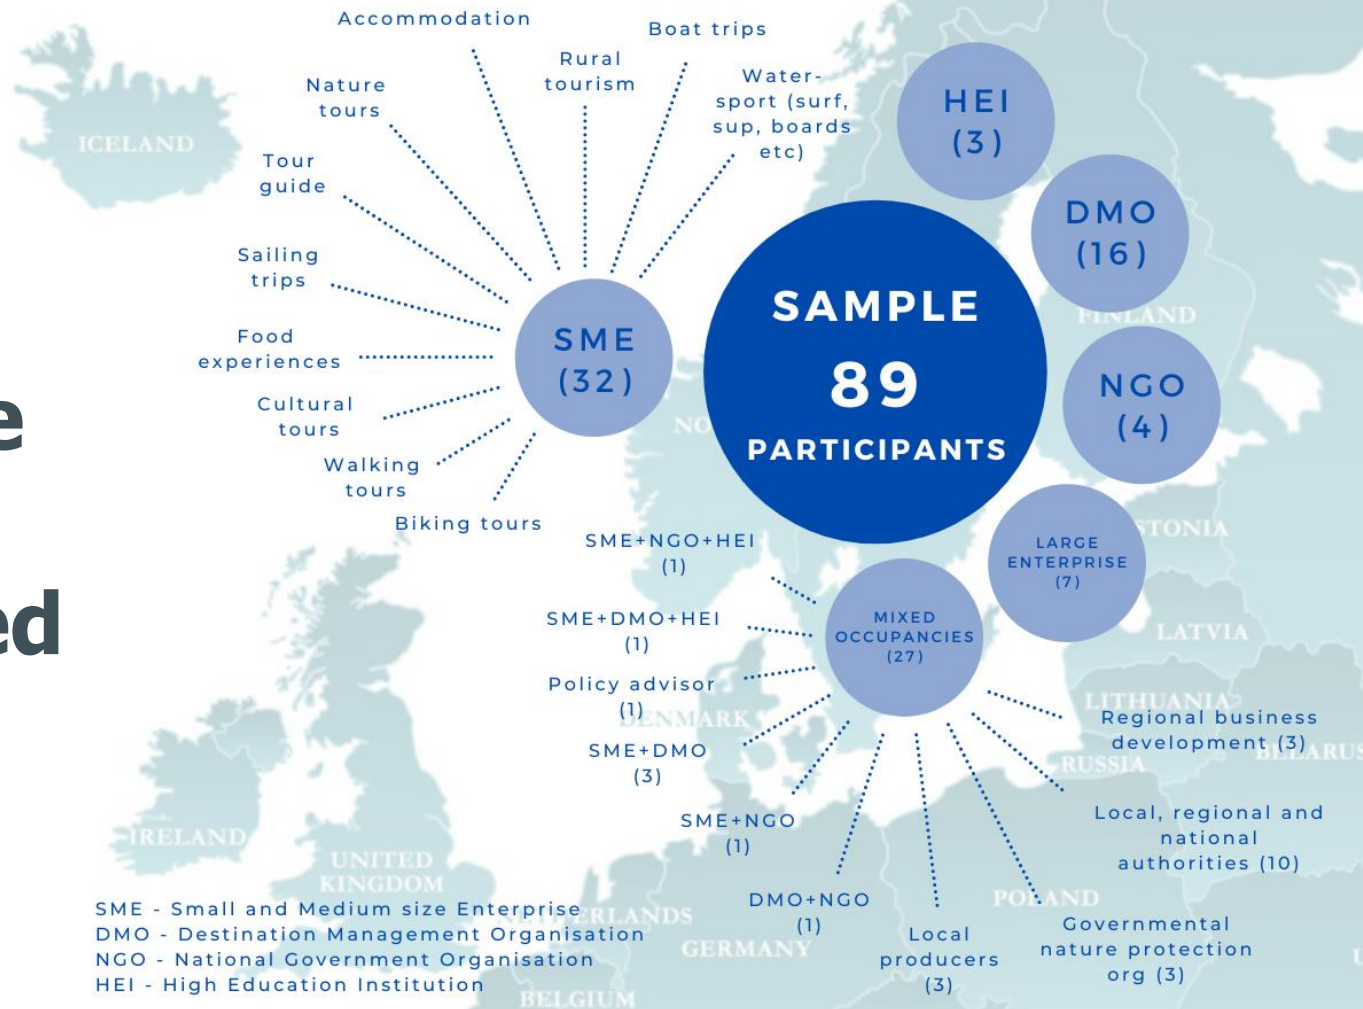 Accommodation
Boat trips
Rural
tourism
Water-
sport (surf,
sup, boards
etc)
Nature
tours
Tour
guide
Sailing
trips
Food
experiences
Cultural
tours
Walking
tours
Biking tours
SME
(32)
HEI
(3)
DMO
(16)
NGO
(4)
LARGE
ENTERPRISE
(7)
SAMPLE
89
PARTICIPANTS
MIXED
OCCUPANCIES
(27)
SME+NGO+HEI
(1)
SME+DMO+HEI
(1)
Policy advisor
(1)
SME+DMO
(3)
SME+NGO
(1)
DMO+NGO
(1)
Local
producers
(3)
Governmental
nature protection
org (3)
Local, regional and
national
authorities (10)
Regional business
development (3)
SME - Small and Medium size Enterprise
DMO - Destination Management Organisation
NGO - National Government Organisation
HEI - High Education Institution
e
ed
ICELAND
FINLAND
NO
STONIA
LATVIA
LITHUANIA
RUSSIA
BELARUS
DENMARK
IRELAND
UNITED
KINGDOM
ERLANDS
GERMANY
POLAND
BELGIUM